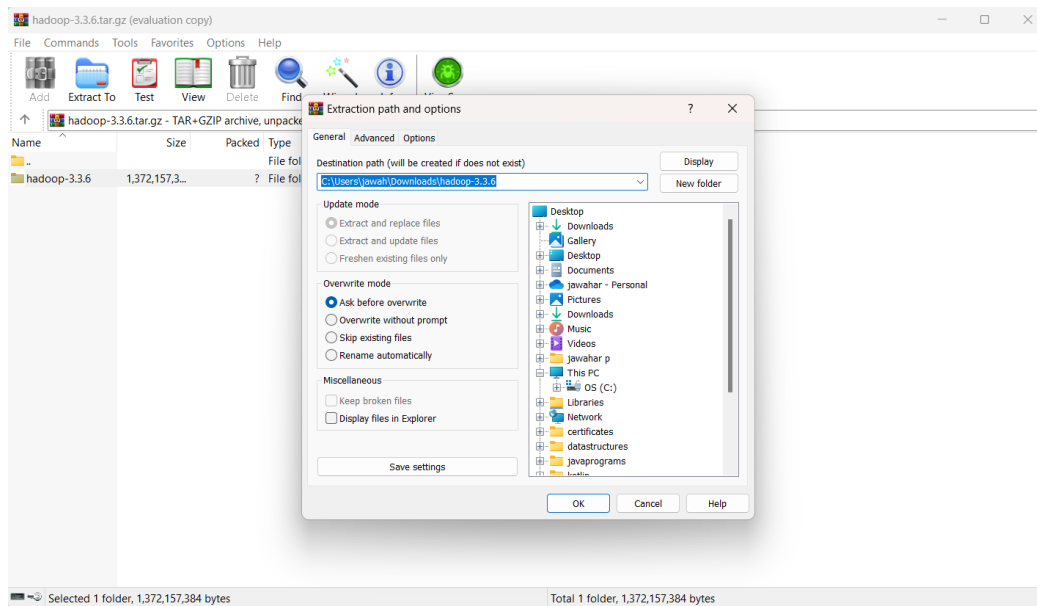 hadoop-3.3.6.tar.gz (evaluation copy)
File Commands Tools Favorites Options Help
Add Extract To Test View Delete Find
hadoop-3.3.6.tar.gz - TAR+GZIP archive, unpacke
Name Size Packed Type
.. File fol
hadoop-3.3.6 1,372,157,3... ? File fol
Extraction path and options ?
General Advanced Options
Destination path (will be created if does not exist)
Display
C:\Users\jawah\Downloads\hadoop-3.3.6
New folder
Update mode
Extract and replace files
Extract and update files
Freshen existing files only
Overwrite mode
Ask before overwrite
Overwrite without prompt
Skip existing files
Rename automatically
Miscellaneous
Keep broken files
Display files in Explorer
Save settings
Desktop
Downloads
Gallery
Desktop
Documents
jawahar - Personal
Pictures
Downloads
Music
Videos
jawahar p
This PC
OS (C:)
Libraries
Network
certificates
datastructures
javaprograms
OK Cancel Help
Selected 1 folder, 1,372,157,384 bytes
Total 1 folder, 1,372,157,384 bytes